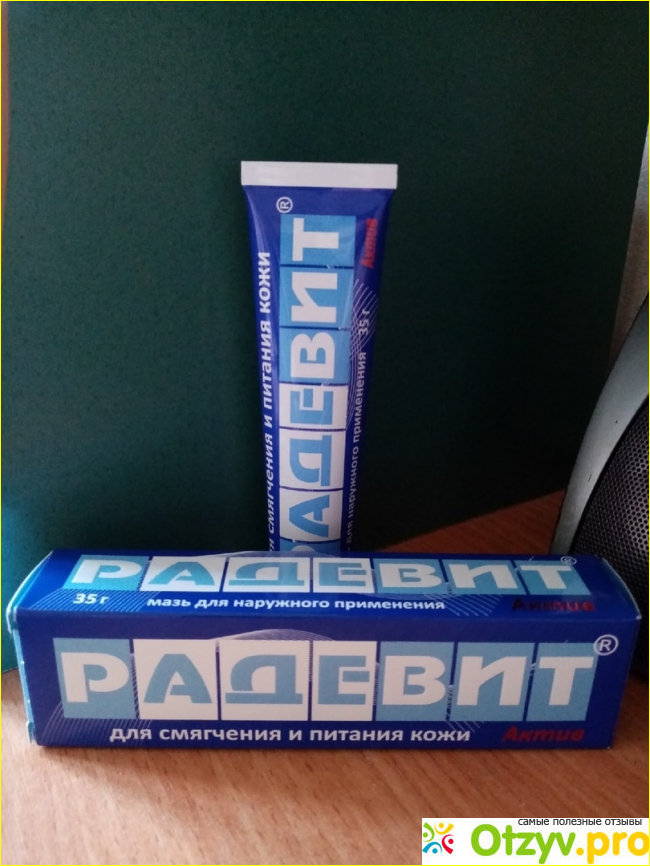 РАДЕВИТ®
Актив
для смягчения и питания кожи
для наружного применения 35 г
РАДЕВИТ®
35 г мазь для наружного применения Актив
РАДЕВИТ®
для смягчения и питания кожи Актив
самые полезные отзывы
Otzyv.pro